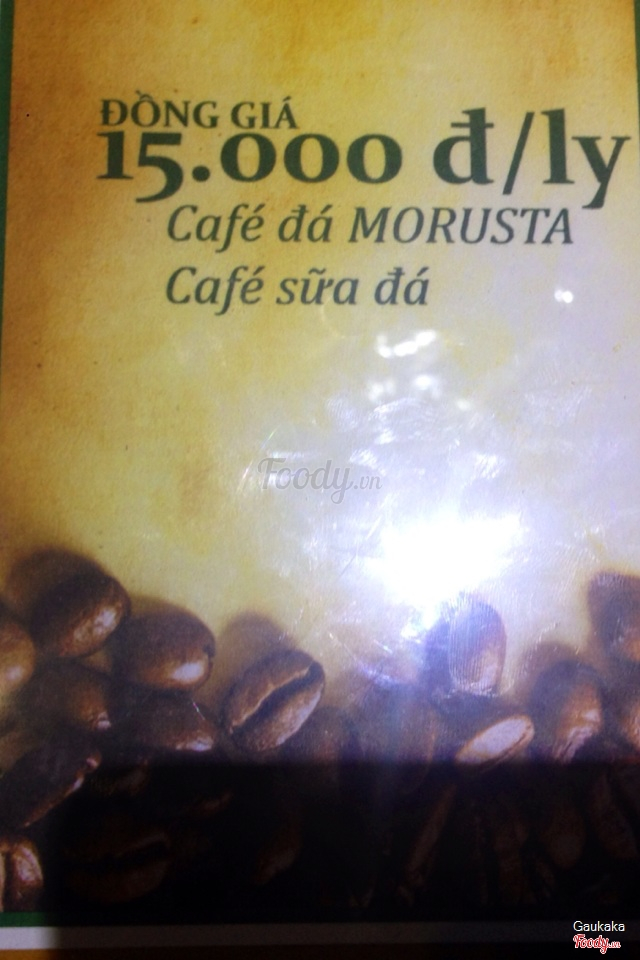 ĐỒNG GIÁ
15.000 đ/ly
Café đá MORUSTA
Café sữa đá
Foody.vn
Gaukaka
Foody.vn